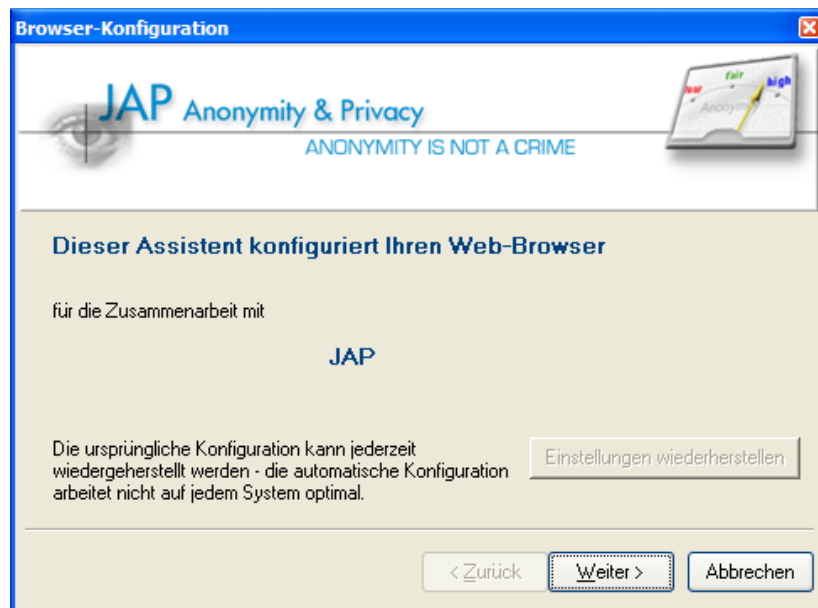 Browser-Konfiguration
JAP Anonymity & Privacy
ANONYMITY IS NOT A CRIME
low fair high
Anonymity
Dieser Assistent konfiguriert Ihren Web-Browser
für die Zusammenarbeit mit
JAP
Die ursprüngliche Konfiguration kann jederzeit
wiedergeherstellt werden - die automatische Konfiguration
arbeitet nicht auf jedem System optimal.
Einstellungen wiederherstellen
< Zurück
Weiter >
Abbrechen